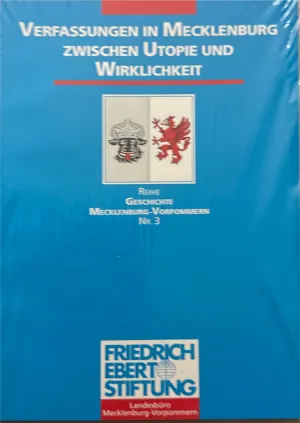 VERFASSUNGEN IN MECKLENBURG
ZWISCHEN UTOPIE UND
WIRKLICHKEIT
REIHE
GESCHICHTE
MECKLENBURG-VORPOMMERN
NR. 3
FRIEDRICH
EBERT
STIFTUNG
Landesbüro
Mecklenburg-Vorpommern